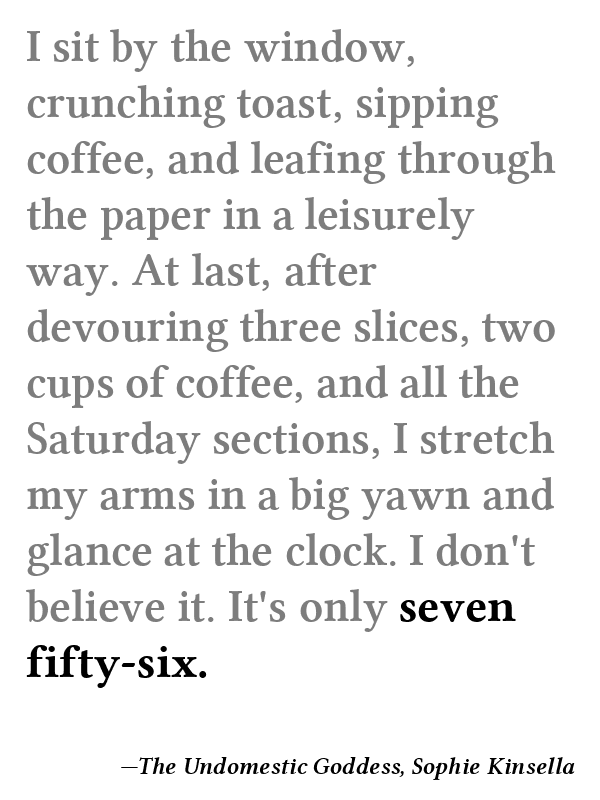 I sit by the window,
crunching toast, sipping
coffee, and leafing through
the paper in a leisurely
way. At last, after
devouring three slices, two
cups of coffee, and all the
Saturday sections, I stretch
my arms in a big yawn and
glance at the clock. I don't
believe it. It's only seven
fifty-six.
—The Undomestic Goddess, Sophie Kinsella